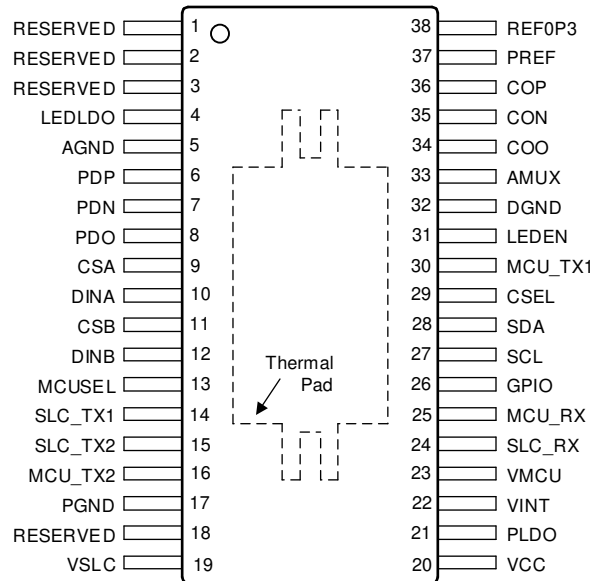 RESERVED 1 38 REF0P3
RESERVED 2 37 PREF
RESERVED 3 36 COP
LEDLDO 4 35 CON
AGND 5 34 COO
PDP 6 33 AMUX
PDN 7 32 DGND
PDO 8 31 LEDEN
CSA 9 30 MCU_TX1
DINA 10 29 CSEL
CSB 11 28 SDA
DINB 12 27 SCL
Thermal
Pad
MCUSEL 13 26 GPIO
SLC_TX1 14 25 MCU_RX
SLC_TX2 15 24 SLC_RX
MCU_TX2 16 23 VMCU
PGND 17 22 VINT
RESERVED 18 21 PLDO
VSLC 19 20 VCC